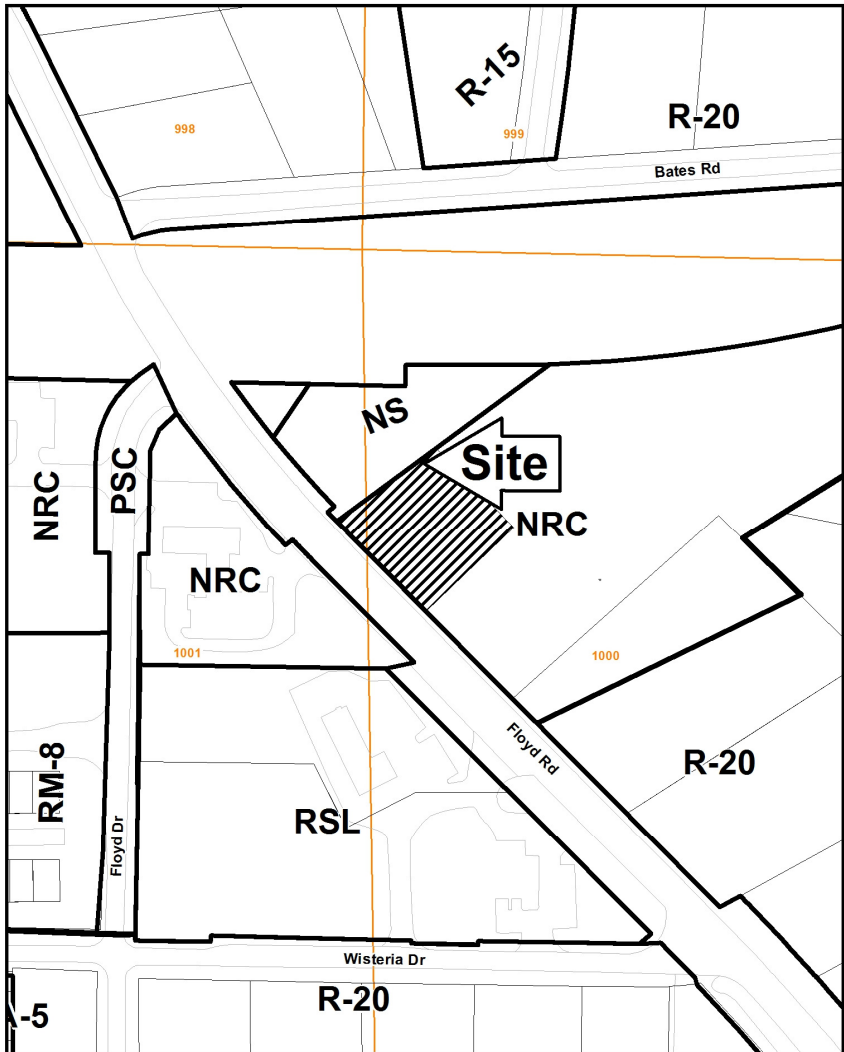 R-15
R-20
998
999
Bates Rd
NS
Site
NRC
PSC
NRC
NRC
1001
1000
Floyd Rd
R-20
RM-8
RSL
Floyd Dr
Wisteria Dr
R-20
-5